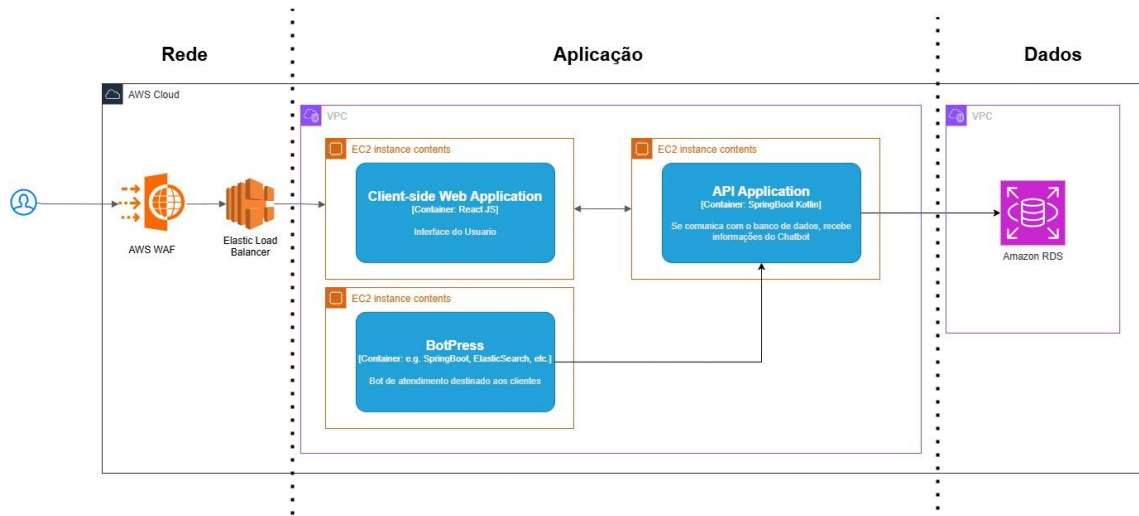 Rede
Aplicação
Dados
AWS Cloud
VPC
VPC
EC2 instance contents
EC2 instance contents
Client-side Web Application
[Container: React JS]
Interface do Usuario
API Application
[Container: SpringBoot Kotlin]
Se comunica com o banco de dados, recebe
informações do Chatbot
AWS WAF
Elastic Load
Balancer
Amazon RDS
EC2 instance contents
BotPress
[Container: e.g. SpringBoot, ElasticSearch, etc.]
Bot de atendimento destinado aos clientes